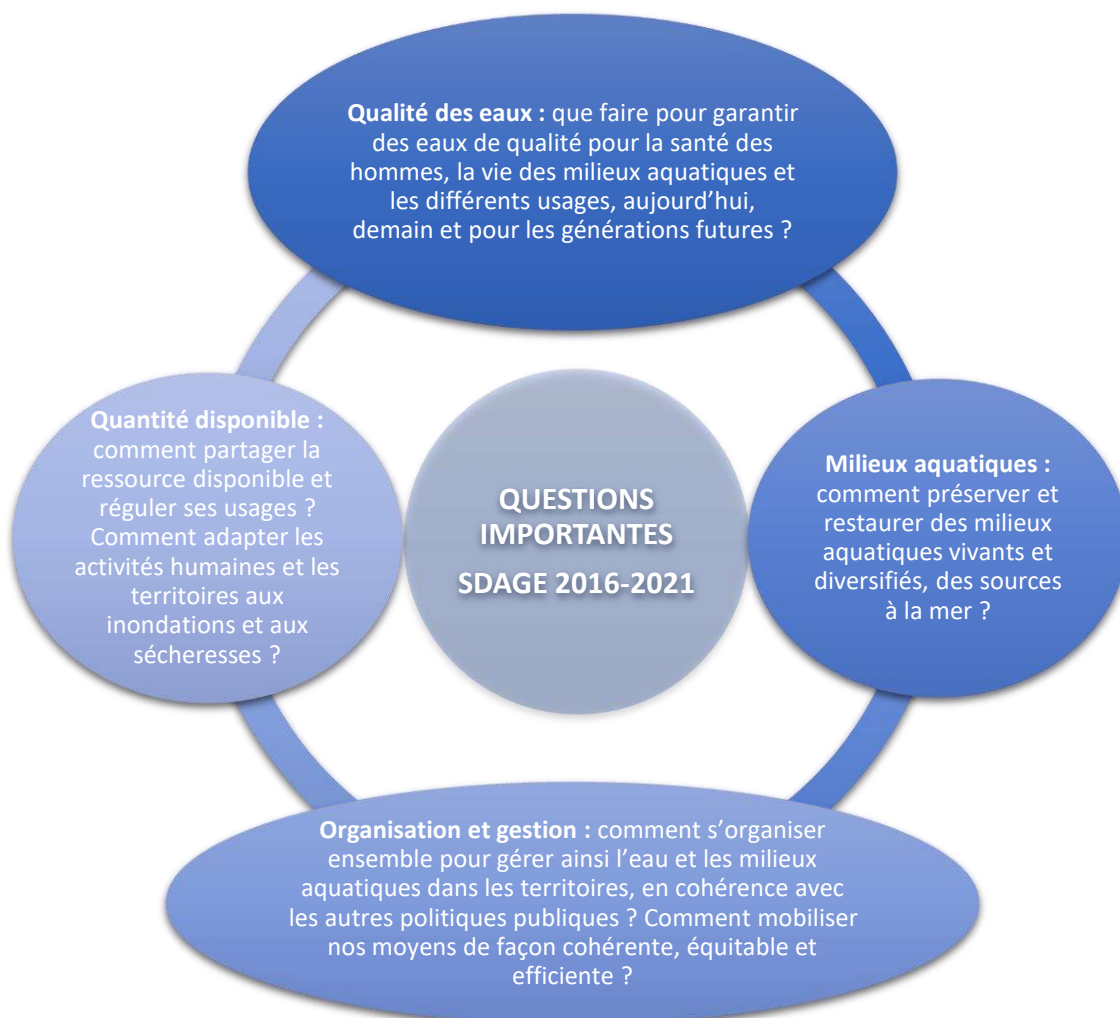 Qualité des eaux : que faire pour garantir
des eaux de qualité pour la santé des
hommes, la vie des milieux aquatiques et
les différents usages, aujourd’hui,
demain et pour les générations futures ?
Quantité disponible :
comment partager la
ressource disponible et
réguler ses usages ?
Comment adapter les
activités humaines et les
territoires aux
inondations et aux
sécheresses ?
QUESTIONS
IMPORTANTES
SDAGE 2016-2021
Milieux aquatiques :
comment préserver et
restaurer des milieux
aquatiques vivants et
diversifiés, des sources
à la mer ?
Organisation et gestion : comment s’organiser
ensemble pour gérer ainsi l’eau et les milieux
aquatiques dans les territoires, en cohérence avec
les autres politiques publiques ? Comment mobiliser
nos moyens de façon cohérente, équitable et
efficiente ?